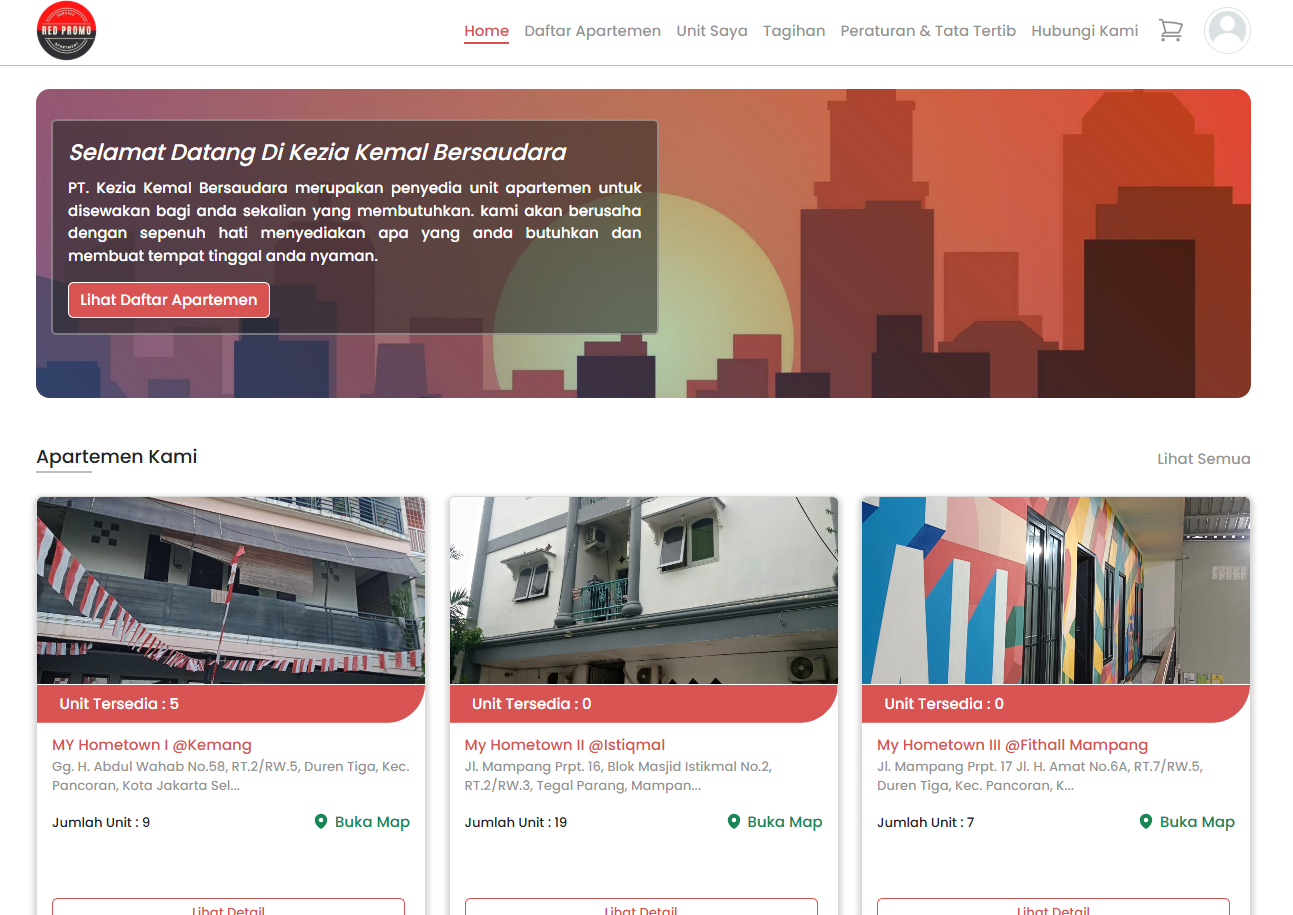 RED PROMO
APARTMENT
Home
Daftar Apartemen
Unit Saya
Tagihan
Peraturan & Tata Tertib
Hubungi Kami
Selamat Datang Di Kezia Kemal Bersaudara
PT. Kezia Kemal Bersaudara merupakan penyedia unit apartemen untuk
disewakan bagi anda sekalian yang membutuhkan. kami akan berusaha
dengan sepenuh hati menyediakan apa yang anda butuhkan dan
membuat tempat tinggal anda nyaman.
Lihat Daftar Apartemen
Apartemen Kami
Lihat Semua
Unit Tersedia : 5
MY Hometown I @Kemang
Gg. H. Abdul Wahab No.58, RT.2/RW.5, Duren Tiga, Kec.
Pancoran, Kota Jakarta Sel...
Jumlah Unit : 9
Buka Map
Lihat Detail
Unit Tersedia : 0
My Hometown II @Istiqmal
Jl. Mampang Prpt. 16, Blok Masjid Istikmal No.2,
RT.2/RW.3, Tegal Parang, Mampan...
Jumlah Unit : 19
Buka Map
Lihat Detail
Unit Tersedia : 0
My Hometown III @Fithall Mampang
Jl. Mampang Prpt. 17 Jl. H. Amat No.6A, RT.7/RW.5,
Duren Tiga, Kec. Pancoran, K...
Jumlah Unit : 7
Buka Map
Lihat Detail